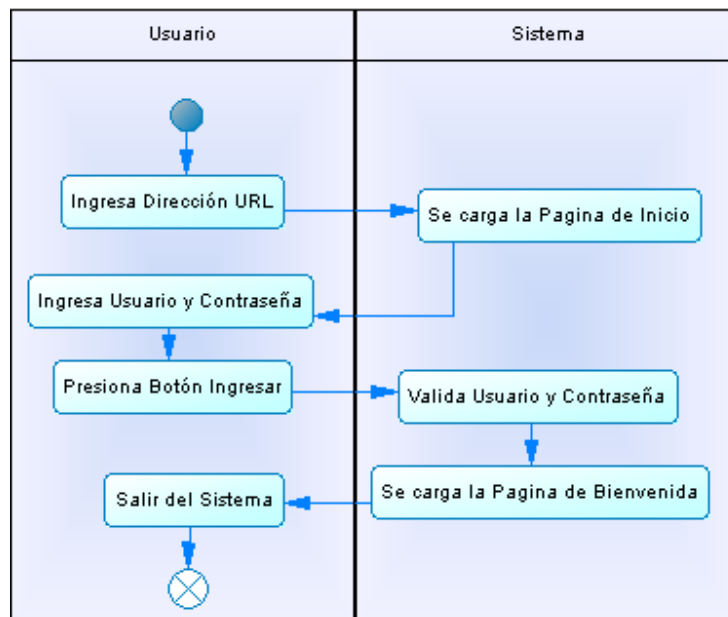 Usuario
Sistema
Ingresa Dirección URL
Se carga la Pagina de Inicio
Ingresa Usuario y Contraseña
Presiona Botón Ingresar
Valida Usuario y Contraseña
Se carga la Pagina de Bienvenida
Salir del Sistema